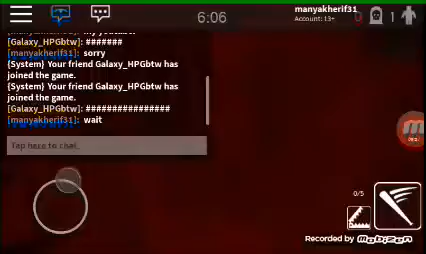 6:06
manyakherif31
Account: 13+
0
1
[Galaxy_HPGbtw]: #######
[manyakherif31]: sorry
{System} Your friend Galaxy_HPGbtw has
joined the game.
{System} Your friend Galaxy_HPGbtw has
joined the game.
[Galaxy_HPGbtw]: ################
[manyakherif31]: wait
Tap here to chat
0/5
Recorded by Mobizen